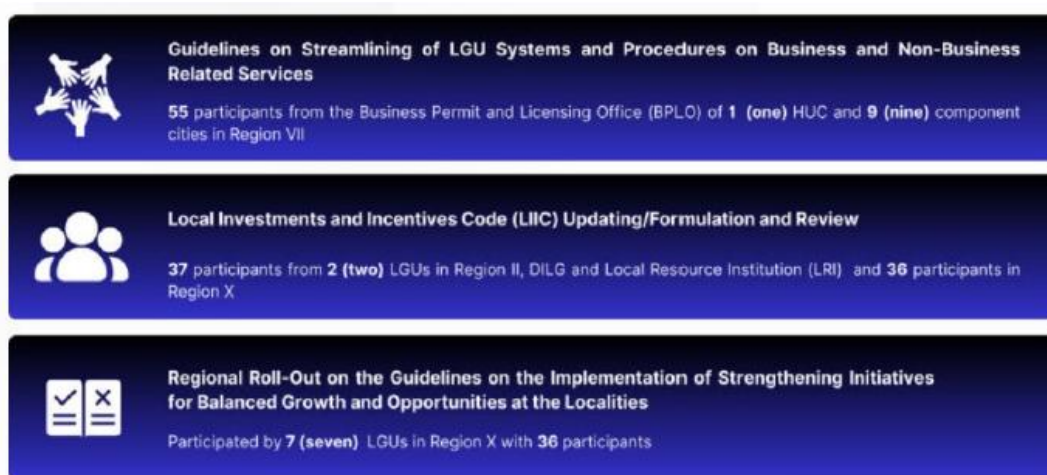 Guidelines on Streamlining of LGU Systems and Procedures on Business and Non-Business
Related Services
55 participants from the Business Permit and Licensing Office (BPLO) of 1 (one) HUC and 9 (nine) component
cities in Region VII
Local Investments and Incentives Code (LIIC) Updating/Formulation and Review
37 participants from 2 (two) LGUs in Region II, DILG and Local Resource Institution (LRI) and 36 participants in
Region X
Regional Roll-Out on the Guidelines on the Implementation of Strengthening Initiatives
for Balanced Growth and Opportunities at the Localities
Participated by 7 (seven) LGUs in Region X with 36 participants